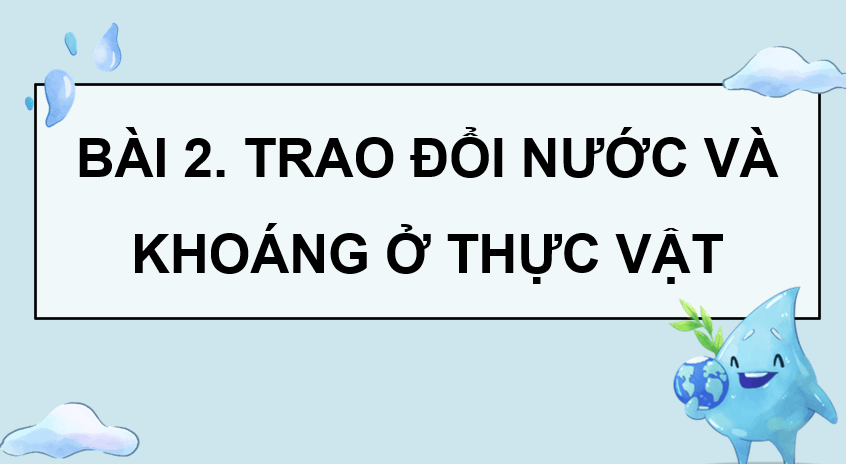 BÀI 2. TRAO ĐỔI NƯỚC VÀ
KHOÁNG Ở THỰC VẬT